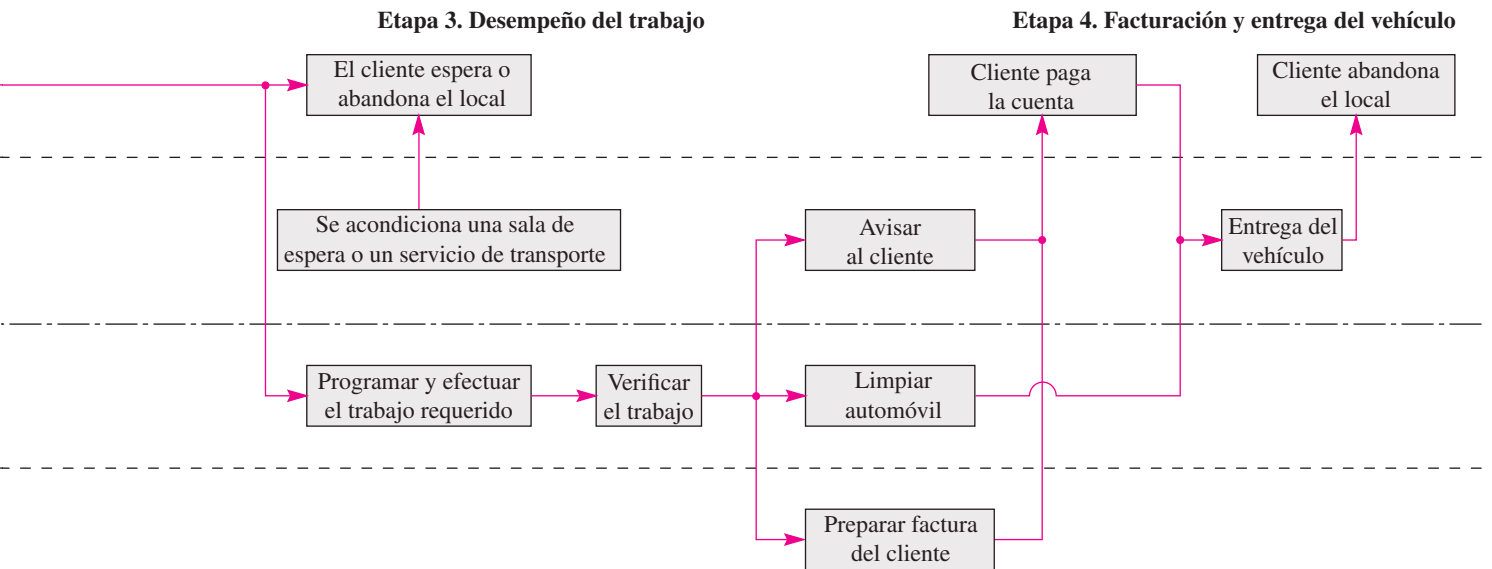 Etapa 3. Desempeño del trabajo
Etapa 4. Facturación y entrega del vehículo
El cliente espera o
abandona el local
Cliente paga
la cuenta
Cliente abandona
el local
Se acondiciona una sala de
espera o un servicio de transporte
Avisar
al cliente
Entrega del
vehículo
Programar y efectuar
el trabajo requerido
Verificar
el trabajo
Limpiar
automóvil
Preparar factura
del cliente